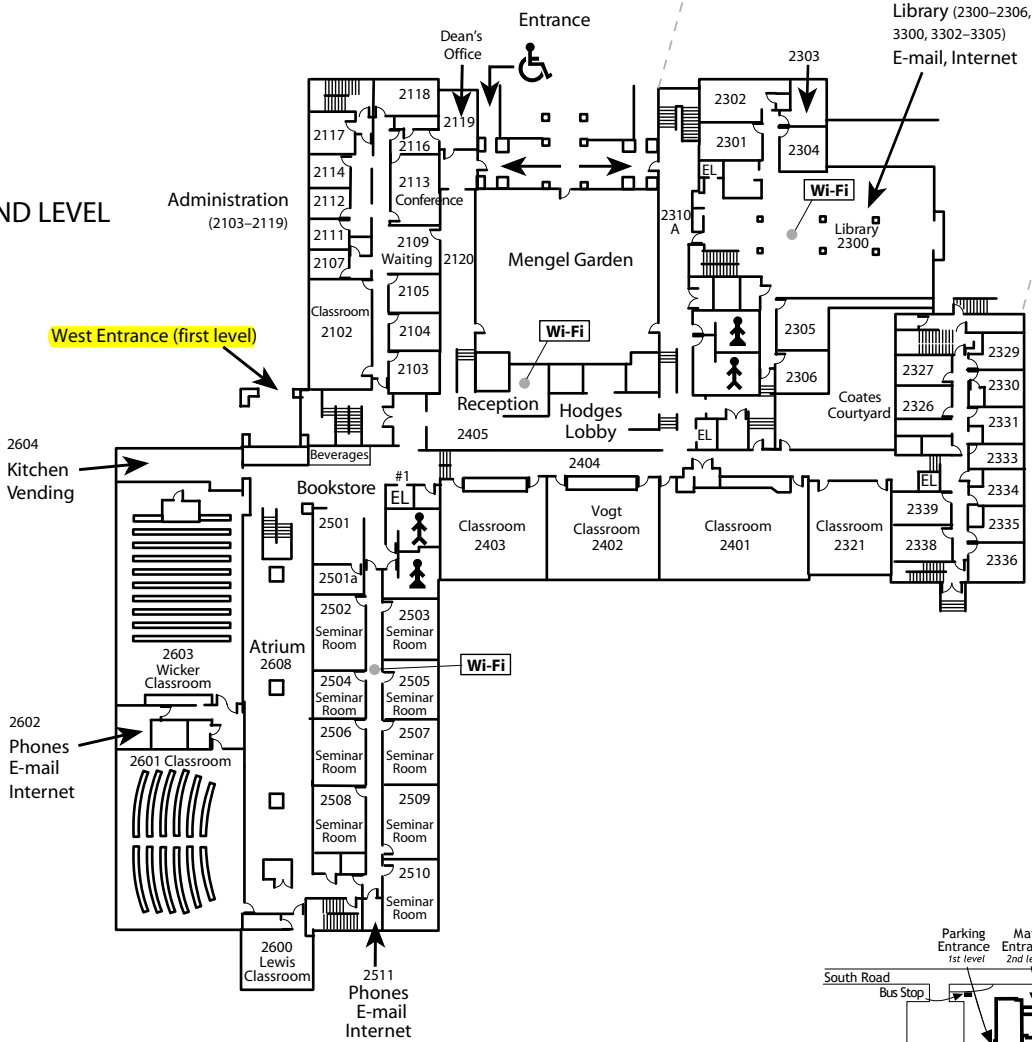 Entrance
Dean's
Office
Library (2300–2306,
3300, 3302–3305)
E-mail, Internet
2303
2118
2119
2302
2117
2116
2301
2304
2114
2113
Conference
EL
Wi-Fi
Administration
(2103–2119)
2112
ND LEVEL
2310
A
Library
2300
2111
2109
Waiting
2120
Mengel Garden
2107
2105
Classroom
2102
2104
Wi-Fi
2305
West Entrance (first level)
2103
2306
2329
2327
2330
Reception
Hodges
Lobby
Coates
Courtyard
2326
2331
2405
EL
2604
Kitchen
Vending
Beverages
2404
2333
Bookstore
#1
EL
EL
2334
2501
Classroom
2403
Vogt
Classroom
2402
Classroom
2401
Classroom
2321
2339
2335
2338
2336
2501a
2502
Seminar
Room
2503
Seminar
Room
2603
Wicker
Classroom
Atrium
2608
Wi-Fi
2504
Seminar
Room
2505
Seminar
Room
2602
Phones
E-mail
Internet
2506
Seminar
Room
2507
Seminar
Room
2601 Classroom
2508
Seminar
Room
2509
Seminar
Room
2510
Seminar
Room
2600
Lewis
Classroom
2511
Phones
E-mail
Internet
Parking
Entrance
1st level
Ma
Entra
2nd le
South Road
Bus Stop